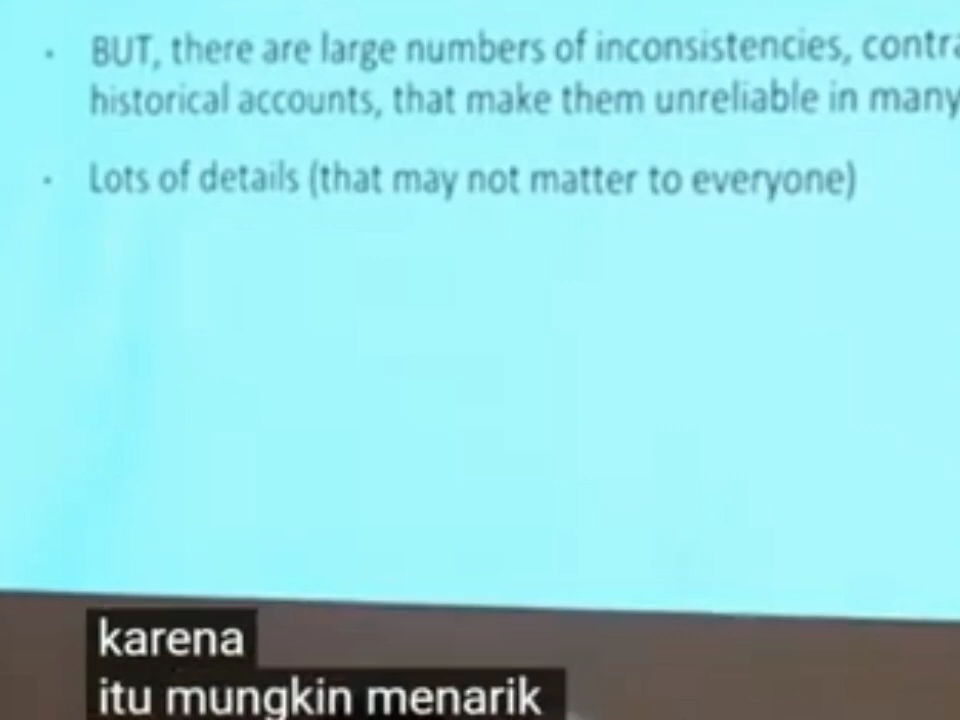 · BUT, there are large numbers of inconsistencies,
historical accounts, that make them unreliable in many
· Lots of details (that may not matter to everyone)
karena
itu mungkin menarik